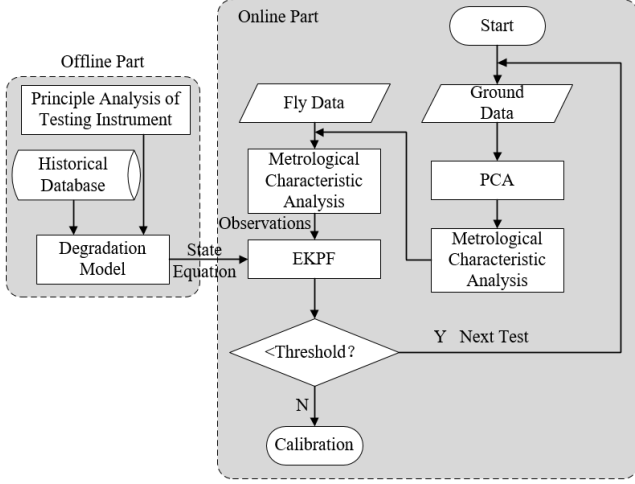 Online Part
Start
Offline Part
Principle Analysis of
Testing Instrument
Fly Data
Ground
Data
Historical
Database
Metrological
Characteristic
Analysis
PCA
Observations
Degradation
Model
State
Equation
EKPF
Metrological
Characteristic
Analysis
<Threshold?
Y Next Test
N
Calibration